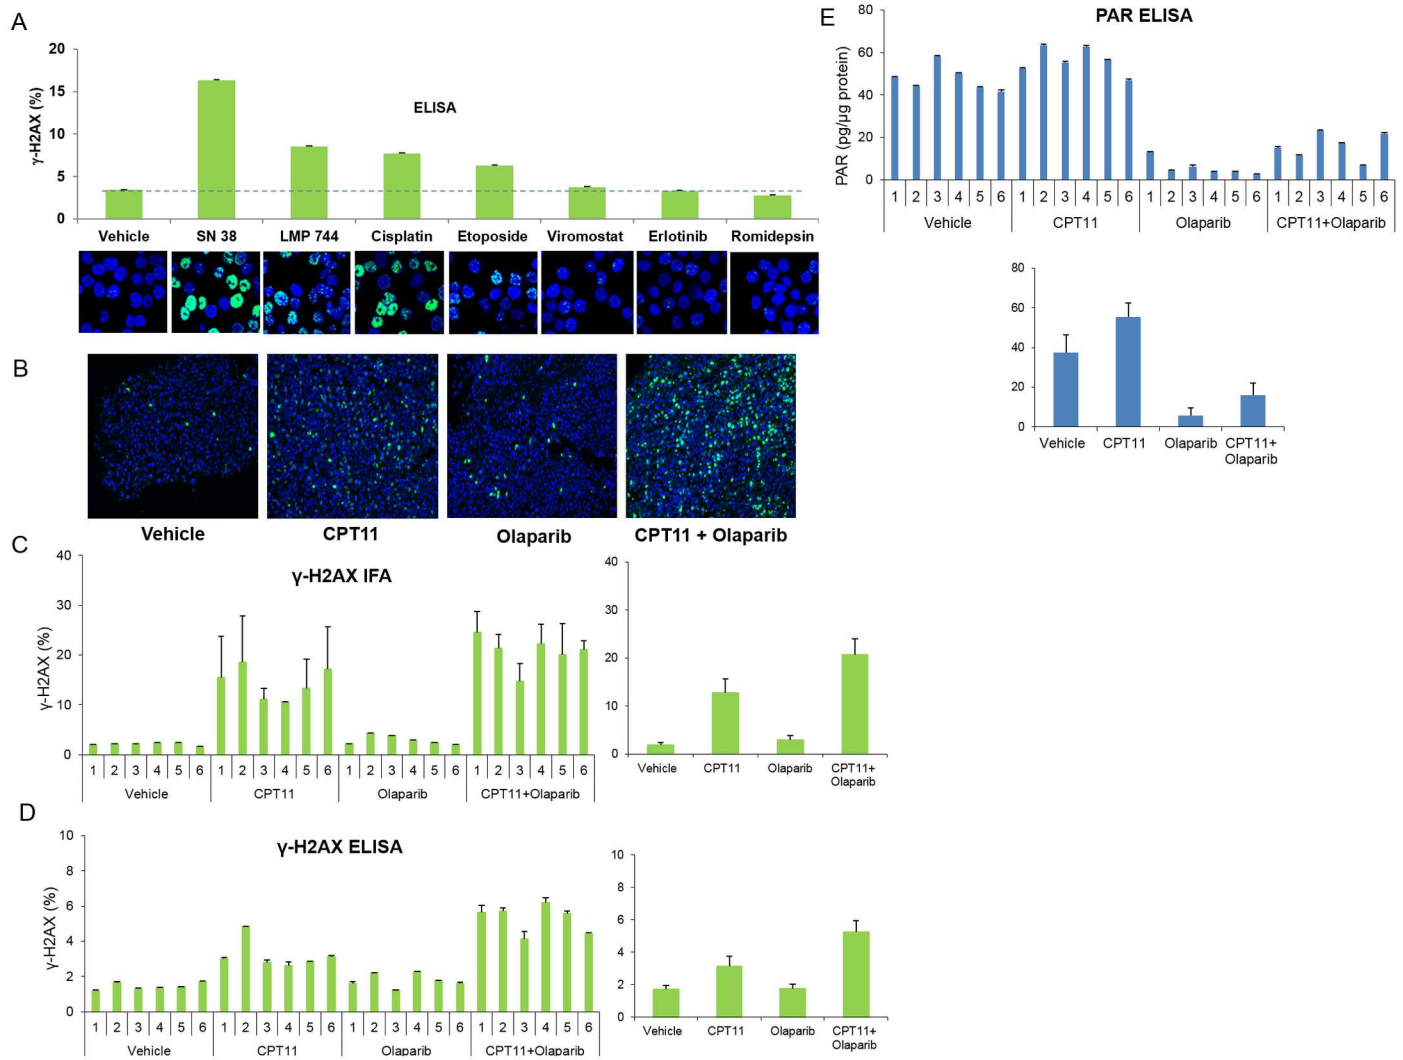 A
20
15
10
5
0
γ-H2AX (%)
ELISA
Vehicle SN 38 LMP 744 Cisplatin Etoposide Viromostat Erlotinib Romidepsin
B
Vehicle CPT11 Olaparib CPT11 + Olaparib
C
γ-H2AX IFA
40
30
20
10
0
γ-H2AX (%)
1 2 3 4 5 6 1 2 3 4 5 6 1 2 3 4 5 6 1 2 3 4 5 6
Vehicle CPT11 Olaparib CPT11+Olaparib
40
30
20
10
0
Vehicle CPT11 Olaparib CPT11+
Olaparib
D
γ-H2AX ELISA
10
8
6
4
2
0
γ-H2AX (%)
1 2 3 4 5 6 1 2 3 4 5 6 1 2 3 4 5 6 1 2 3 4 5 6
Vehicle CPT11 Olaparib CPT11+Olaparib
10
8
6
4
2
0
Vehicle CPT11 Olaparib CPT11+
Olaparib
E
PAR ELISA
80
60
40
20
0
PAR (pg/µg protein)
1 2 3 4 5 6 1 2 3 4 5 6 1 2 3 4 5 6 1 2 3 4 5 6
Vehicle CPT11 Olaparib CPT11+Olaparib
80
60
40
20
0
Vehicle CPT11 Olaparib CPT11+
Olaparib